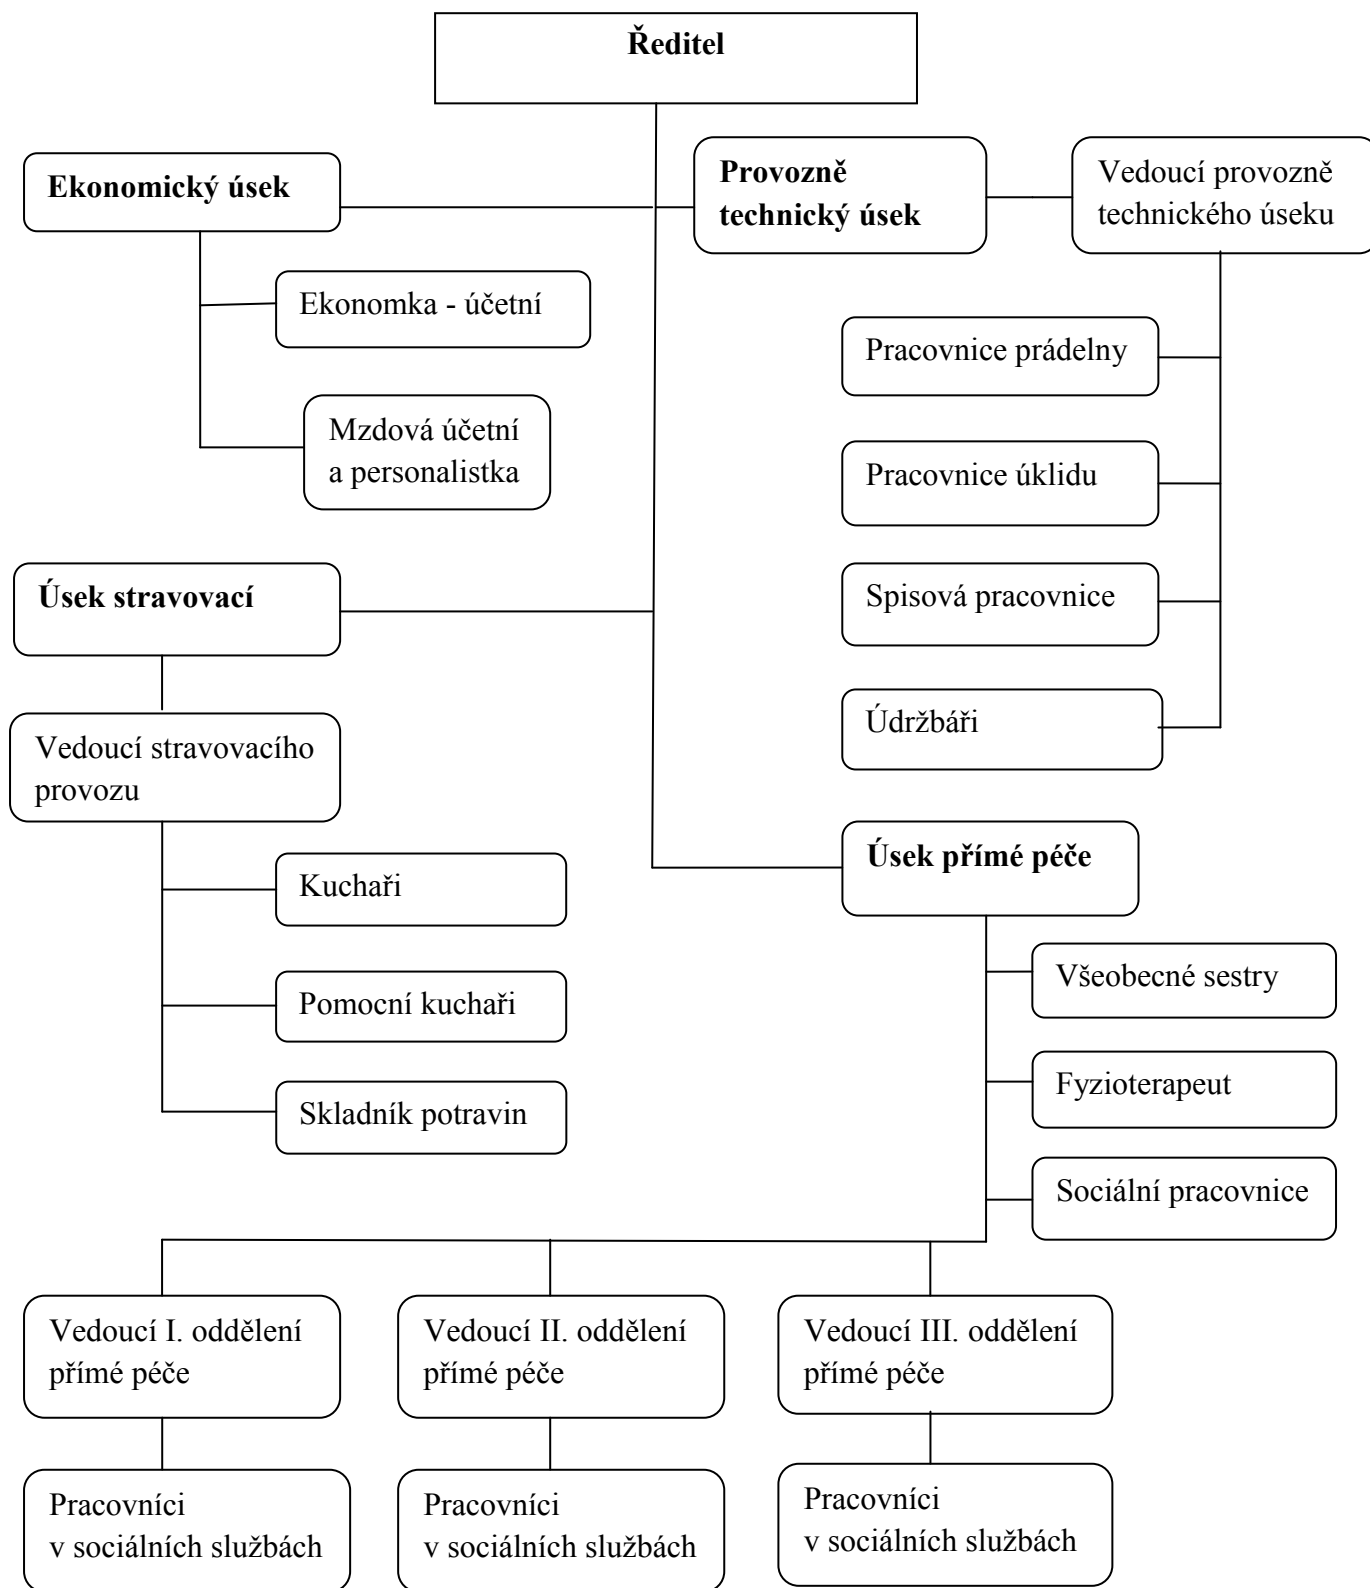 Ředitel
Ekonomický úsek
Provozně
technický úsek
Vedoucí provozně
technického úseku
Ekonomka - účetní
Mzdová účetní
a personalistka
Pracovnice prádelny
Pracovnice úklidu
Spisová pracovnice
Údržbáři
Úsek stravovací
Vedoucí stravovacího
provozu
Kuchaři
Pomocní kuchaři
Skladník potravin
Úsek přímé péče
Všeobecné sestry
Fyzioterapeut
Sociální pracovnice
Vedoucí I. oddělení
přímé péče
Vedoucí II. oddělení
přímé péče
Vedoucí III. oddělení
přímé péče
Pracovníci
v sociálních službách
Pracovníci
v sociálních službách
Pracovníci
v sociálních službách